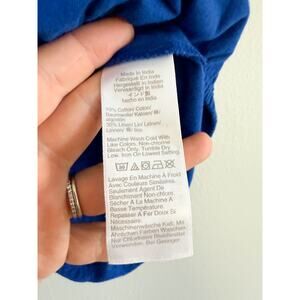 Made in India
Fabriqué En Inde
Hergestellt in Indien
Vervaardigd in India
インド製
hecho en India
Cotton/ Coton/
Baumwolle/ Katoen/ 綿/
algodón
30% Linen/ Lin/ Leinen/
Linnen/ 麻/ lino
Machine Wash Cold With
Like Colors. Non-chlorine
Bleach Only. Tumble Dry
Low. Iron On Lowest Setting.
Lavage En Machine À Froid
Avec Couleurs Similaires.
Seulement Agent De
Blanchiment Non-chlore.
Sécher À La Machine À
Basse Température.
Repasser À Fer Doux Si
Nécessaire.
Maschinenwäsche Kalt. Mit
Ähnlichen Farben Waschen.
Nur Chlorfreies Bleichmittel
Verwenden. Bei Geringer